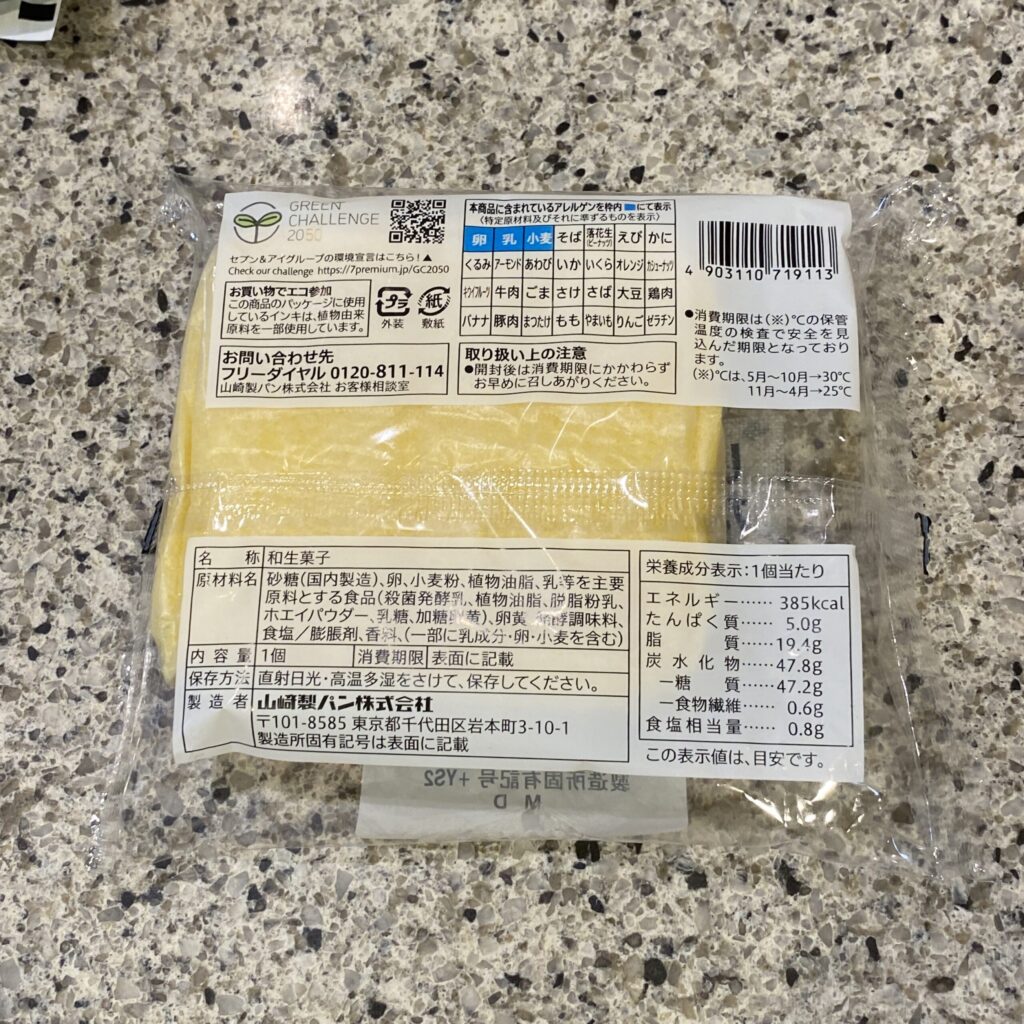 GREEN
CHALLENGE
2050
セブン&アイグループの環境宣言はこちら!▲
Check our challenge https://7premium.jp/GC2050
お買い物でエコ参加
この商品のパッケージに使用
しているインキは、植物由来
原料を一部使用しています。
プラ
外装
紙
敷紙
お問い合わせ先
フリーダイヤル 0120-811-114
山崎製パン株式会社 お客様相談室
本商品に含まれているアレルゲンを枠内■にて表示
(特定原材料及びそれに準ずるものを表示)
卵 乳 小麦 そば 落花生(ピーナッツ) えび かに
くるみ アーモンド あわび いか いくら オレンジ カシューナッツ
キウイフルーツ 牛肉 ごま さけ さば 大豆 鶏肉
バナナ 豚肉 まつたけ もも やまいも りんご ゼラチン
取り扱い上の注意
●開封後は消費期限にかかわらず
お早めに召しあがりください。
4 903110 719113
●消費期限は(※)℃の保管
温度の検査で安全を見
込んだ期限となっており
ます。
(※)℃は、5月〜10月→30℃
11月〜4月→25℃
名称 和生菓子
原材料名 砂糖(国内製造)、卵、小麦粉、植物油脂、乳等を主要
原料とする食品(殺菌発酵乳、植物油脂、脱脂粉乳、
ホエイパウダー、乳糖、加糖卵黄)、卵黄、発酵調味料、
食塩/膨脹剤、香料、(一部に乳成分・卵・小麦を含む)
内容量 1個 消費期限 表面に記載
保存方法 直射日光・高温多湿をさけて、保存してください。
製造者 山崎製パン株式会社
〒101-8585 東京都千代田区岩本町3-10-1
製造所固有記号は表面に記載
栄養成分表示:1個当たり
エネルギー……385kcal
たんぱく質……5.0g
脂質……19.4g
炭水化物……47.8g
ー糖質……47.2g
ー食物繊維……0.6g
食塩相当量……0.8g
この表示値は、目安です。
製造所固有記号+YS2
M D